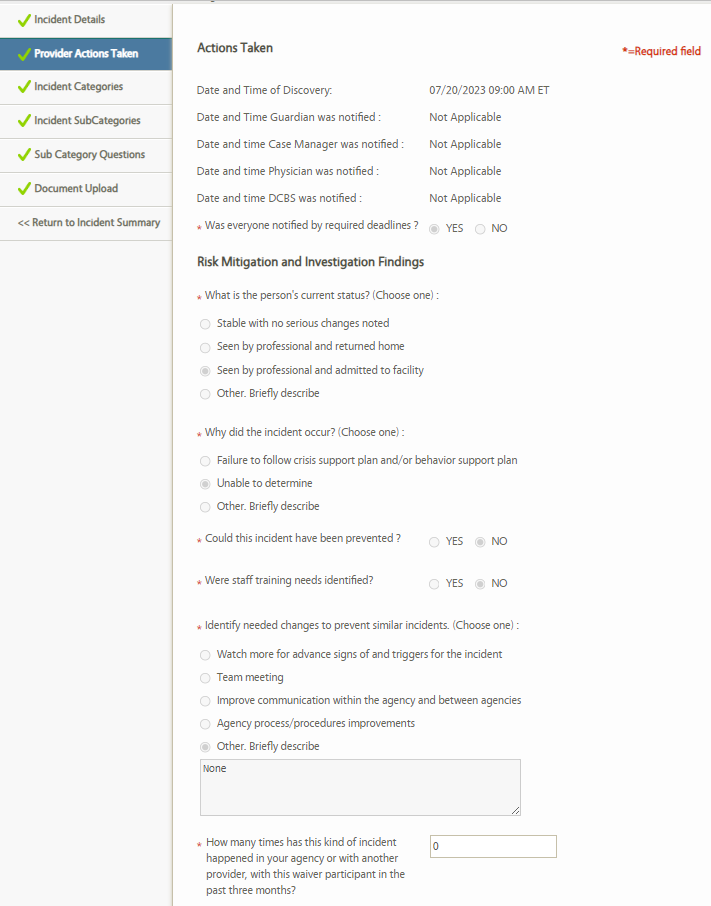 Incident Details
Provider Actions Taken
Incident Categories
Incident SubCategories
Sub Category Questions
Document Upload
<< Return to Incident Summary
Actions Taken
*=Required field
Date and Time of Discovery: 07/20/2023 09:00 AM ET
Date and Time Guardian was notified : Not Applicable
Date and time Case Manager was notified : Not Applicable
Date and time Physician was notified : Not Applicable
Date and time DCBS was notified : Not Applicable
* Was everyone notified by required deadlines ? YES NO
Risk Mitigation and Investigation Findings
* What is the person's current status? (Choose one) :
Stable with no serious changes noted
Seen by professional and returned home
Seen by professional and admitted to facility
Other. Briefly describe
* Why did the incident occur? (Choose one) :
Failure to follow crisis support plan and/or behavior support plan
Unable to determine
Other. Briefly describe
* Could this incident have been prevented ? YES NO
* Were staff training needs identified? YES NO
* Identify needed changes to prevent similar incidents. (Choose one) :
Watch more for advance signs of and triggers for the incident
Team meeting
Improve communication within the agency and between agencies
Agency process/procedures improvements
Other. Briefly describe
None
* How many times has this kind of incident 0
happened in your agency or with another
provider, with this waiver participant in the
past three months?